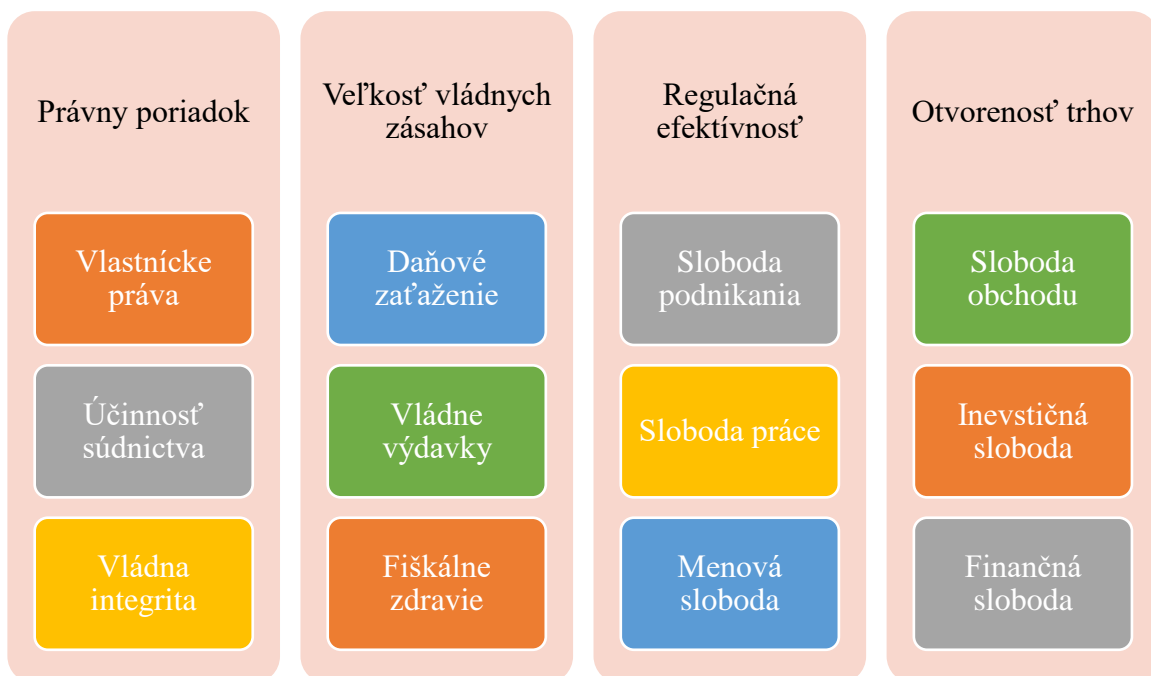 Právny poriadok
Vlastnícke
práva
Účinnosť
súdnictva
Vládna
integrita
Veľkosť vládnych
zásahov
Daňové
zaťaženie
Vládne
výdavky
Fiškálne
zdravie
Regulačná
efektívnosť
Sloboda
podnikania
Sloboda práce
Menová
sloboda
Otvorenosť trhov
Sloboda
obchodu
Inevstičná
sloboda
Finančná
sloboda